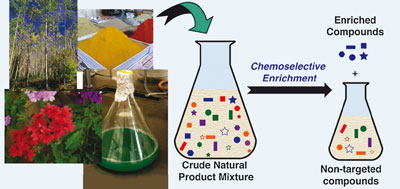 Enriched
Compounds
+
Chemoselective
Enrichment
Crude Natural
Product Mixture
Non-targeted
compounds